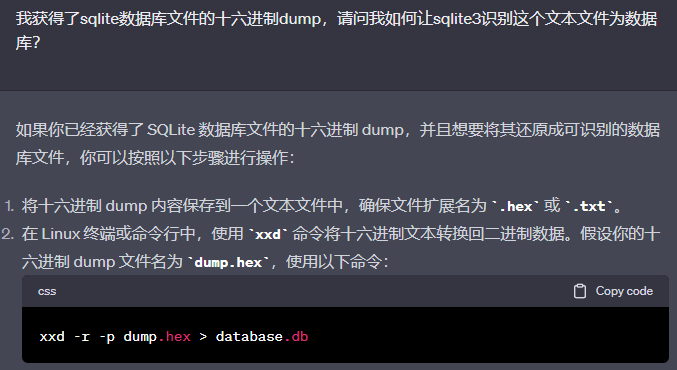 我获得了sqlite数据库文件的十六进制dump，请问我如何让sqlite3识别这个文本文件为数据
库？
如果你已经获得了 SQLite 数据库文件的十六进制 dump，并且想要将其还原成可识别的数据
库文件，你可以按照以下步骤进行操作：
1. 将十六进制 dump 内容保存到一个文本文件中，确保文件扩展名为 `.hex` 或 `.txt`。
2. 在 Linux 终端或命令行中，使用 `xxd` 命令将十六进制文本转换回二进制数据。假设你的十
六进制 dump 文件名为 `dump.hex`，使用以下命令：
css Copy code
xxd -r -p dump.hex > database.db